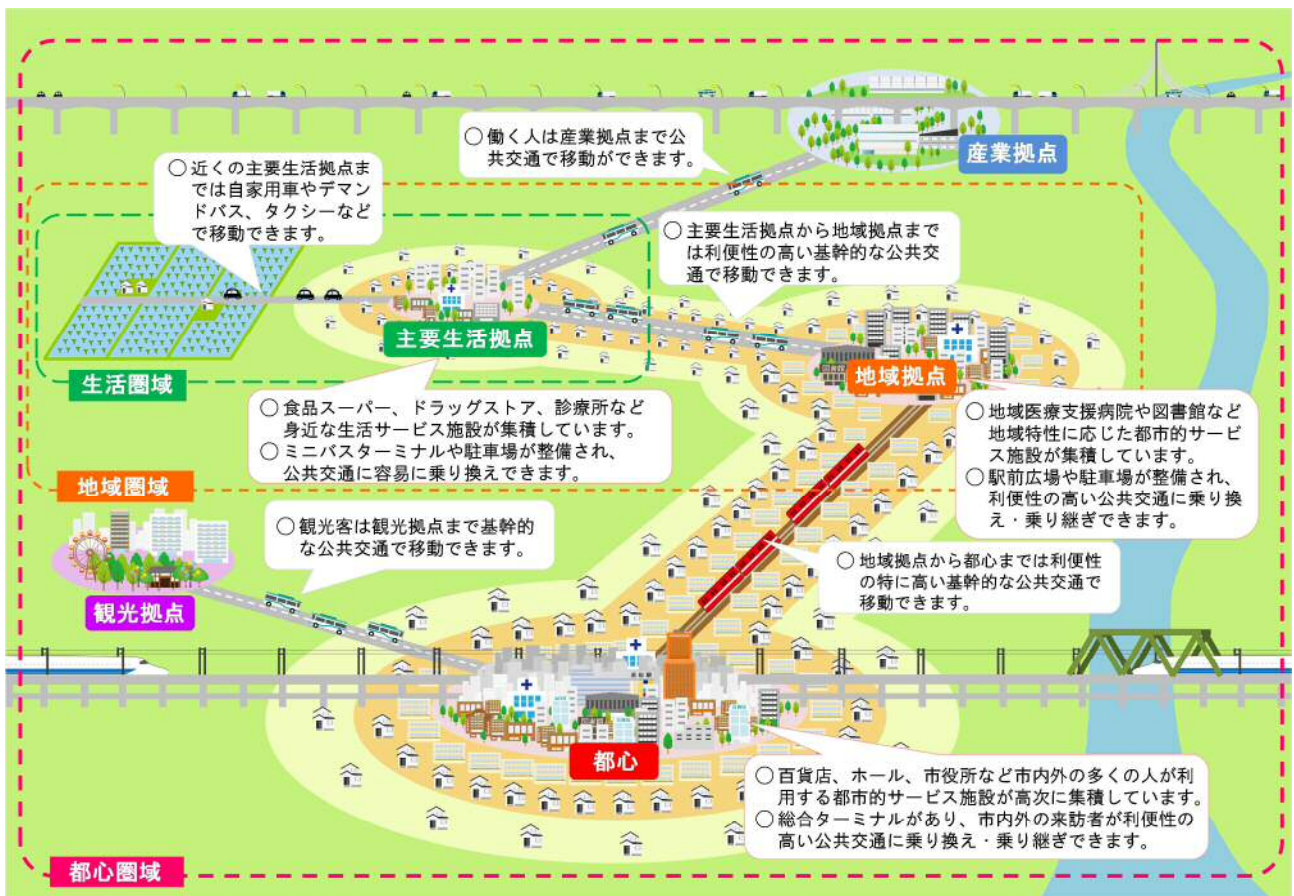 ○ 働く人は産業拠点まで公
共交通で移動ができます。
産業拠点
○ 近くの主要生活拠点ま
では自家用車やデマン
ドバス、タクシーなど
で移動できます。
○ 主要生活拠点から地域拠点まで
は利便性の高い基幹的な公共交
通で移動できます。
主要生活拠点
生活圏域
地域拠点
図書館
○ 食品スーパー、ドラッグストア、診療所など
身近な生活サービス施設が集積しています。
○ ミニバスターミナルや駐車場が整備され、
公共交通に容易に乗り換えできます。
○ 地域医療支援病院や図書館など
地域特性に応じた都市的サービ
ス施設が集積しています。
○ 駅前広場や駐車場が整備され、
利便性の高い公共交通に乗り換
え・乗り継ぎできます。
地域圏域
○ 観光客は観光拠点まで基幹的
な公共交通で移動できます。
○ 地域拠点から都心までは利便性
の特に高い基幹的な公共交通で
移動できます。
観光拠点
都心
○ 百貨店、ホール、市役所など市内外の多くの人が利
用する都市的サービス施設が高次に集積しています。
○ 総合ターミナルがあり、市内外の来訪者が利便性の
高い公共交通に乗り換え・乗り継ぎできます。
都心圏域